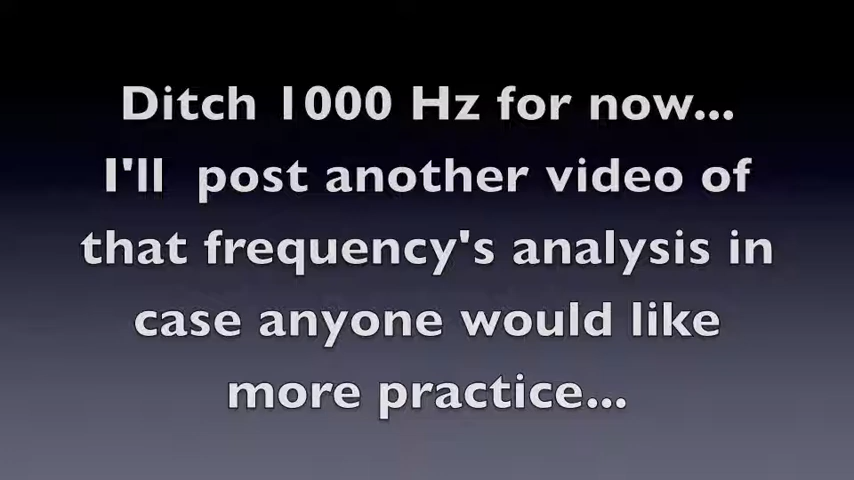 Ditch 1000 Hz for now...
I'll  post another video of
that frequency's analysis in
case anyone would like
more practice...